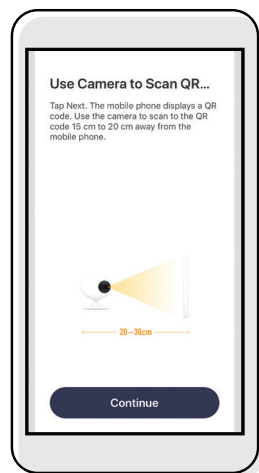 Use Camera to Scan QR...
Tap Next. The mobile phone displays a QR
code. Use the camera to scan to the QR
code 15 cm to 20 cm away from the
mobile phone.
20–30cm
Continue